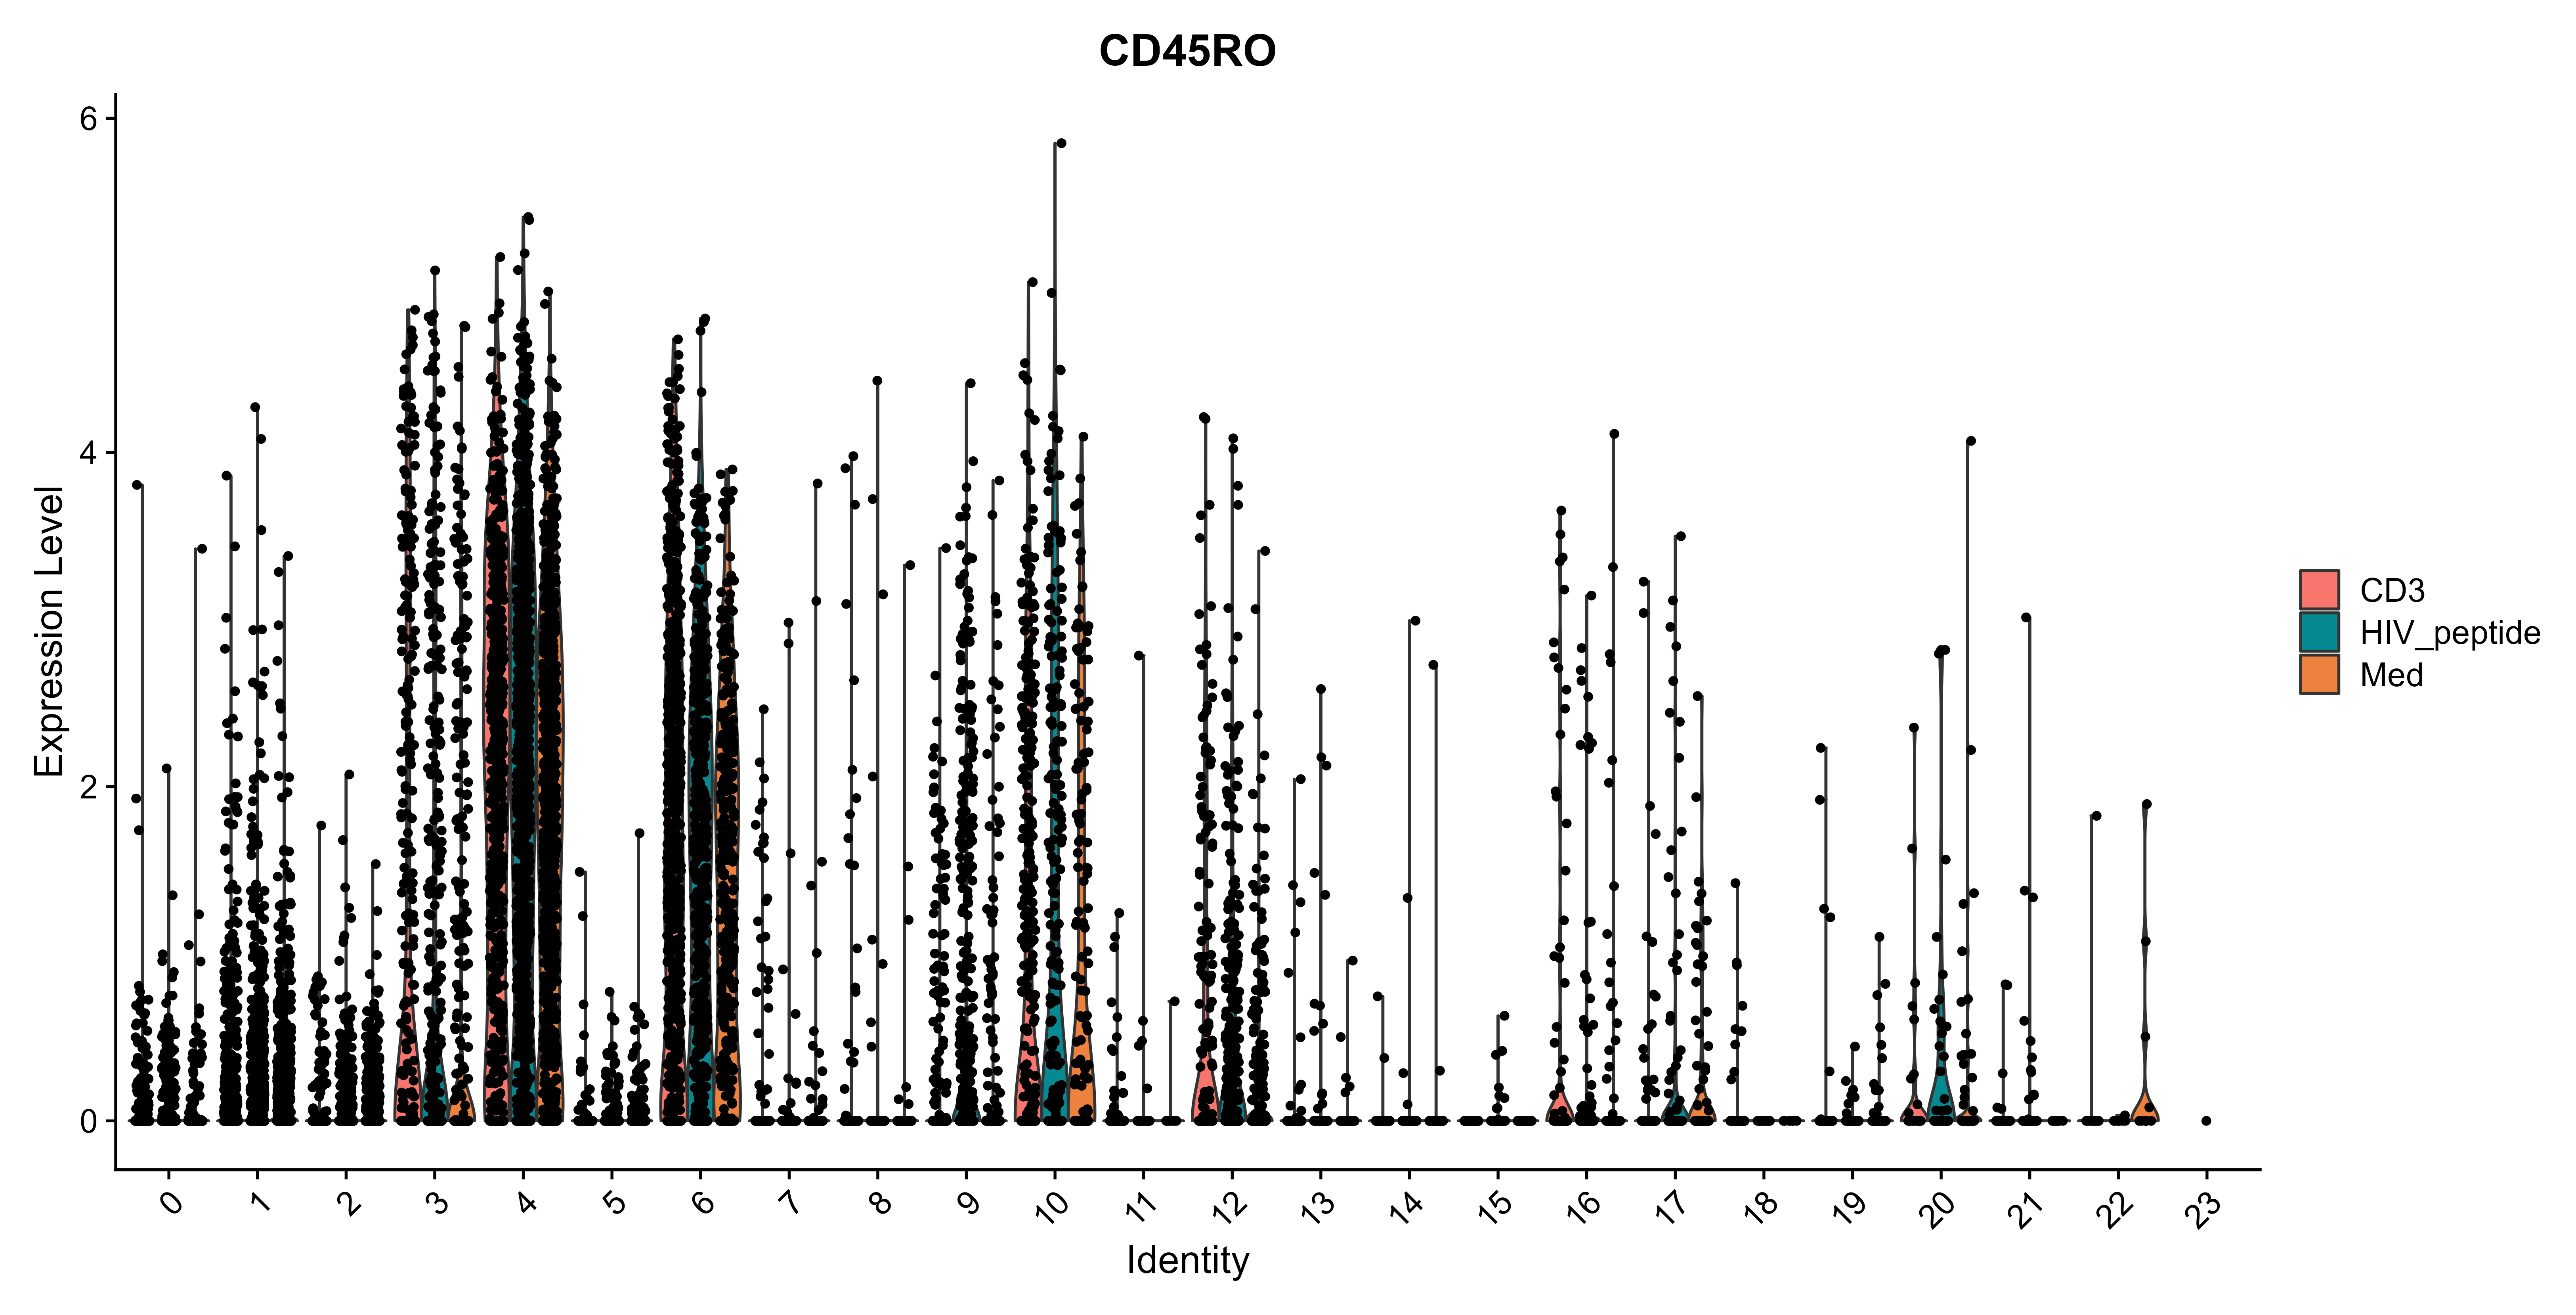 CD45RO
6
4
2
0
Expression Level
0 1 2 3 4 5 6 7 8 9 10 11 12 13 14 15 16 17 18 19 20 21 22 23
Identity
CD3
HIV_peptide
Med